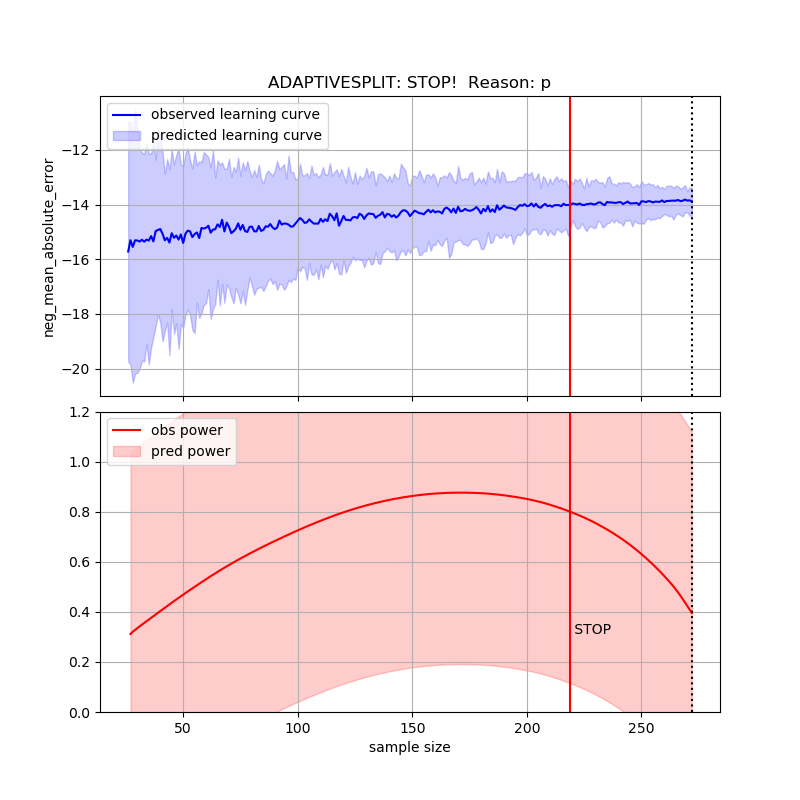 ADAPTIVESPLIT: STOP!  Reason: p
observed learning curve
predicted learning curve
−12
−14
−16
−18
−20
neg_mean_absolute_error
obs power
pred power
1.2
1.0
0.8
0.6
0.4
0.2
0.0
STOP
50
100
150
200
250
sample size